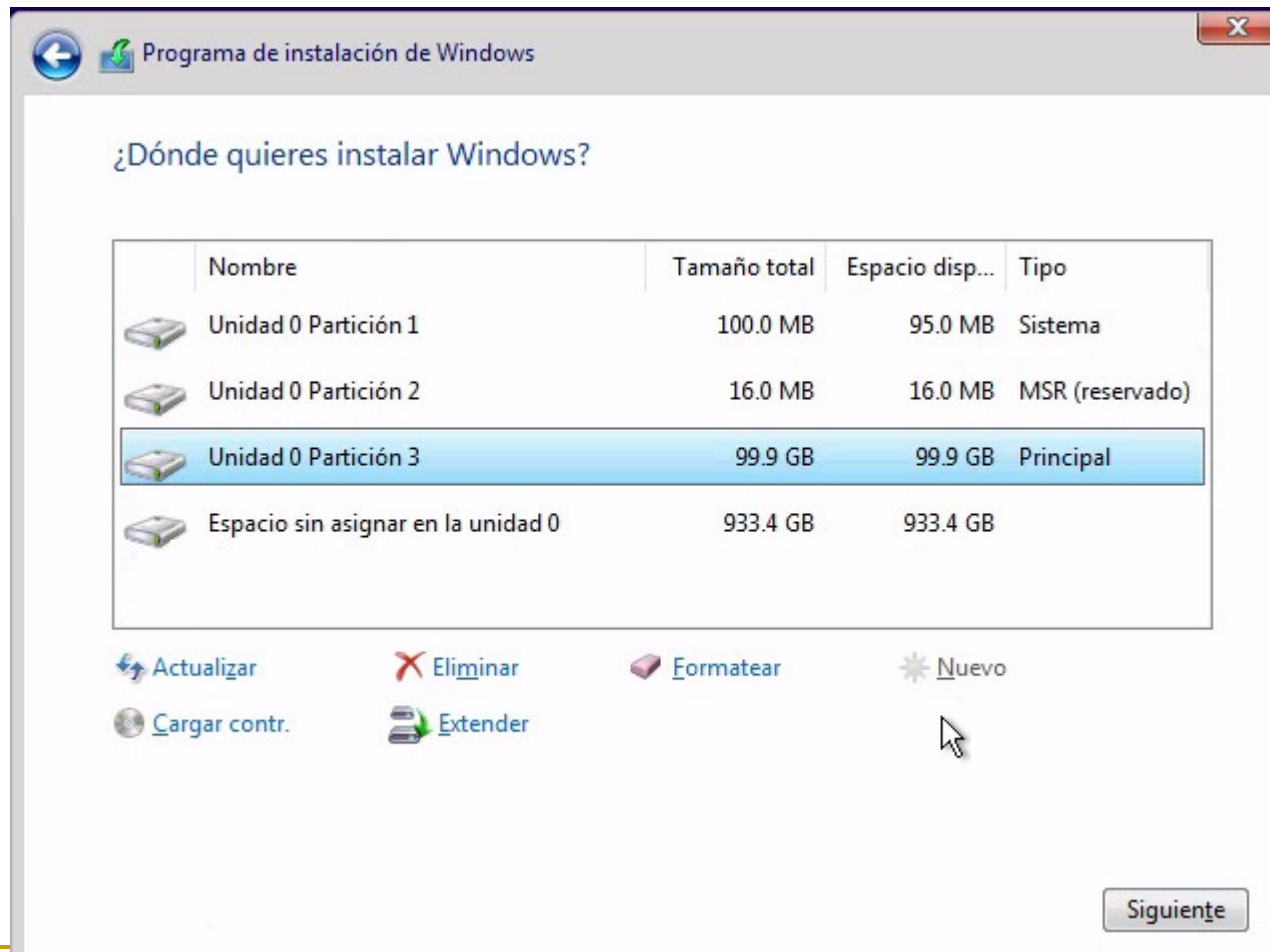 Programa de instalación de Windows
¿Dónde quieres instalar Windows?
Nombre Tamaño total Espacio disp... Tipo
Unidad 0 Partición 1 100.0 MB 95.0 MB Sistema
Unidad 0 Partición 2 16.0 MB 16.0 MB MSR (reservado)
Unidad 0 Partición 3 99.9 GB 99.9 GB Principal
Espacio sin asignar en la unidad 0 933.4 GB 933.4 GB
Actualizar Eliminar Formatear Nuevo
Cargar contr. Extender
Siguiente